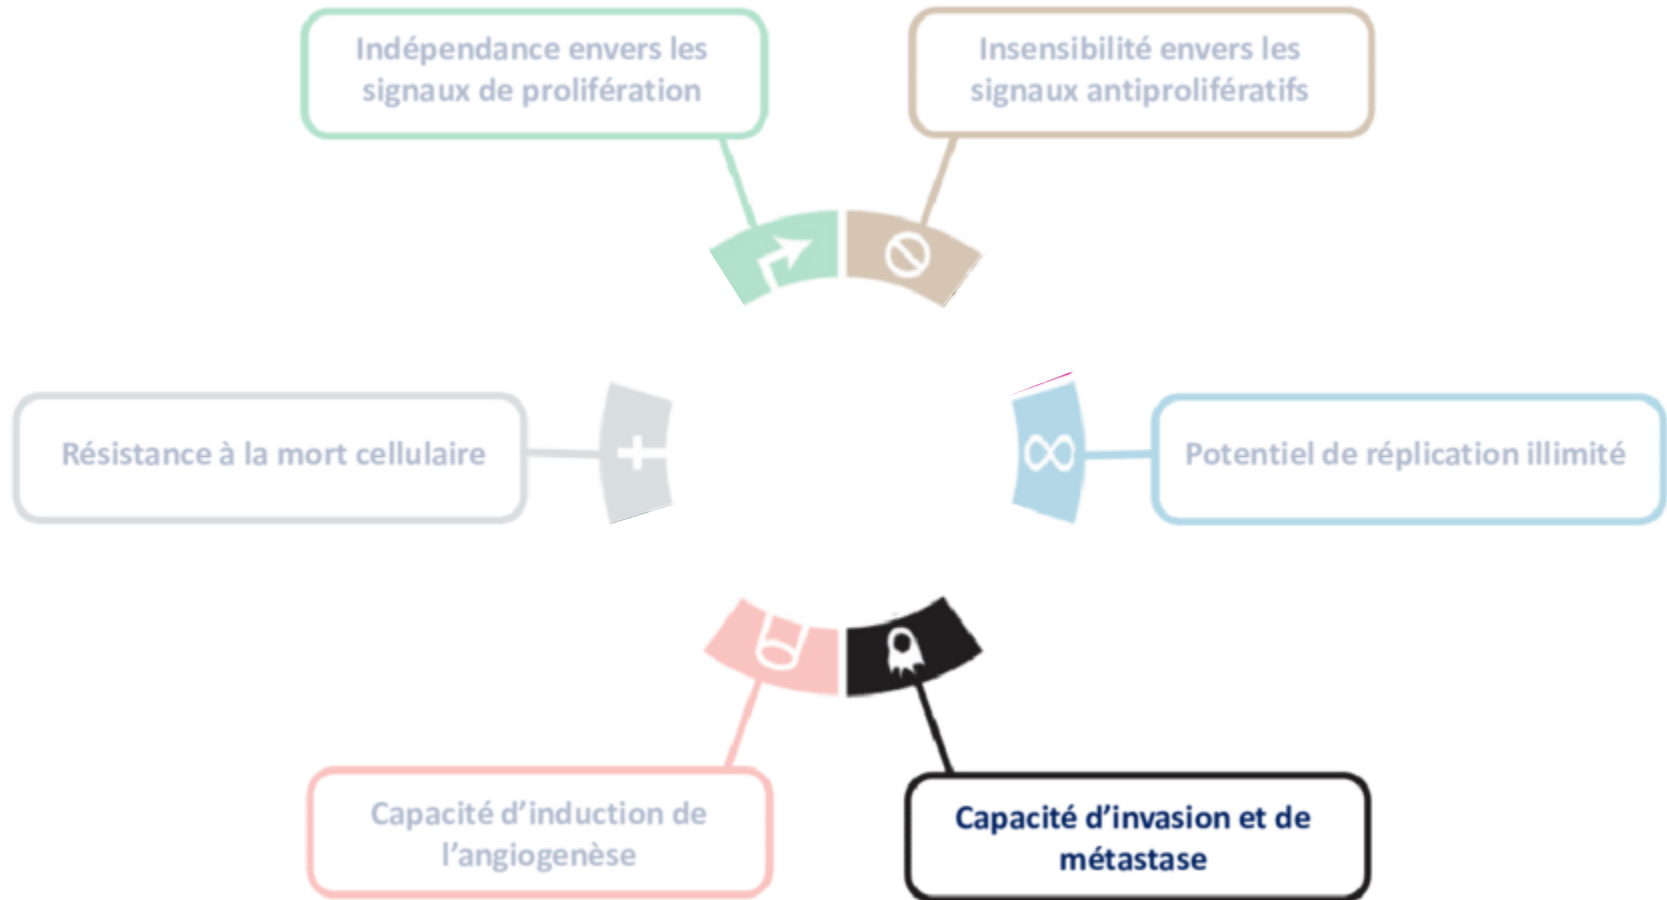 Indépendance envers les
signaux de prolifération
Insensibilité envers les
signaux antiprolifératifs
Résistance à la mort cellulaire
Potentiel de réplication illimité
Capacité d’induction de
l’angiogenèse
Capacité d’invasion et de
métastase